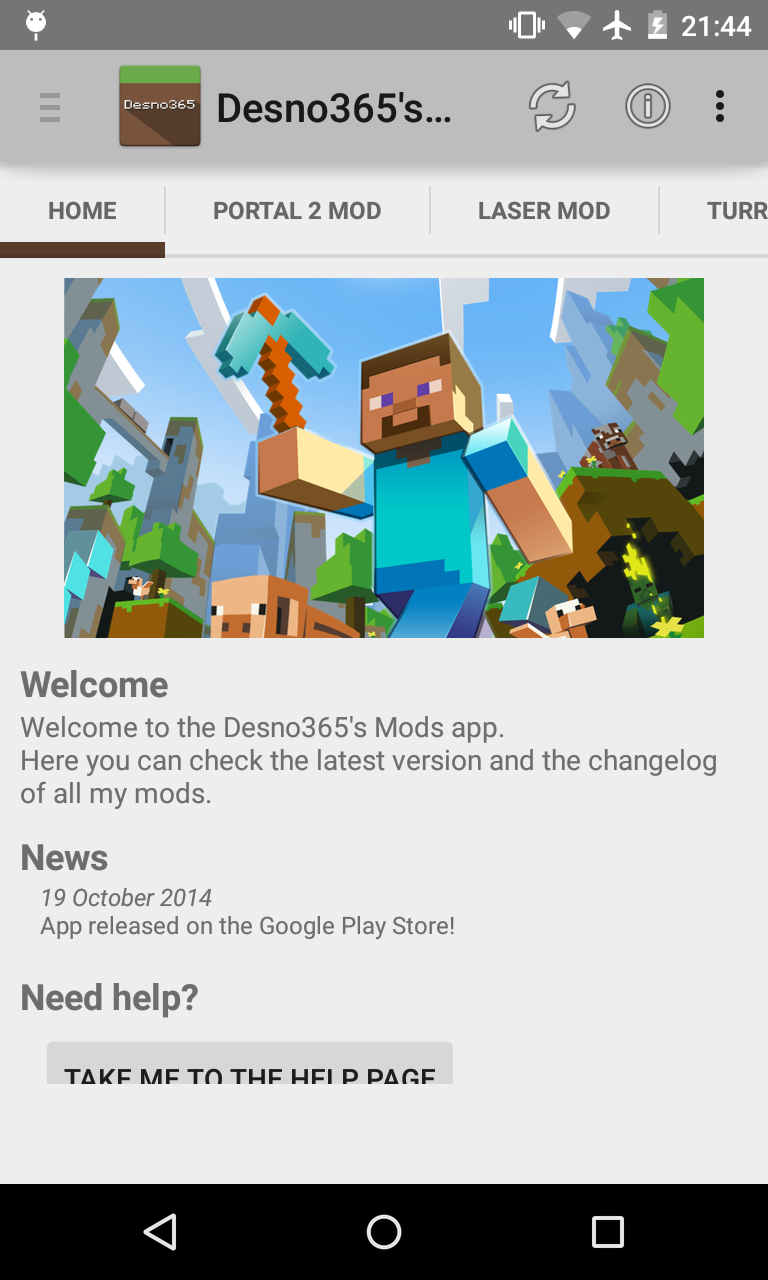 21:44
Desno365
Desno365's...
HOME
PORTAL 2 MOD
LASER MOD
TURR
Welcome
Welcome to the Desno365's Mods app.
Here you can check the latest version and the changelog
of all my mods.
News
19 October 2014
App released on the Google Play Store!
Need help?
TAKE ME TO THE HELP PAGE